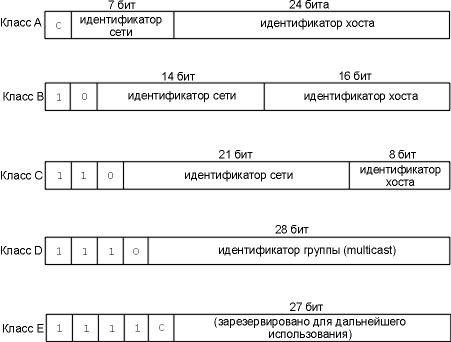 7 бит 24 бита
Класс A 0 идентификатор сети идентификатор хоста
14 бит 16 бит
Класс B 1 0 идентификатор сети идентификатор хоста
21 бит 8 бит
Класс C 1 1 0 идентификатор сети идентификатор хоста
28 бит
Класс D 1 1 1 0 идентификатор группы (multicast)
27 бит
Класс E 1 1 1 1 0 (зарезервировано для дальнейшего использования)